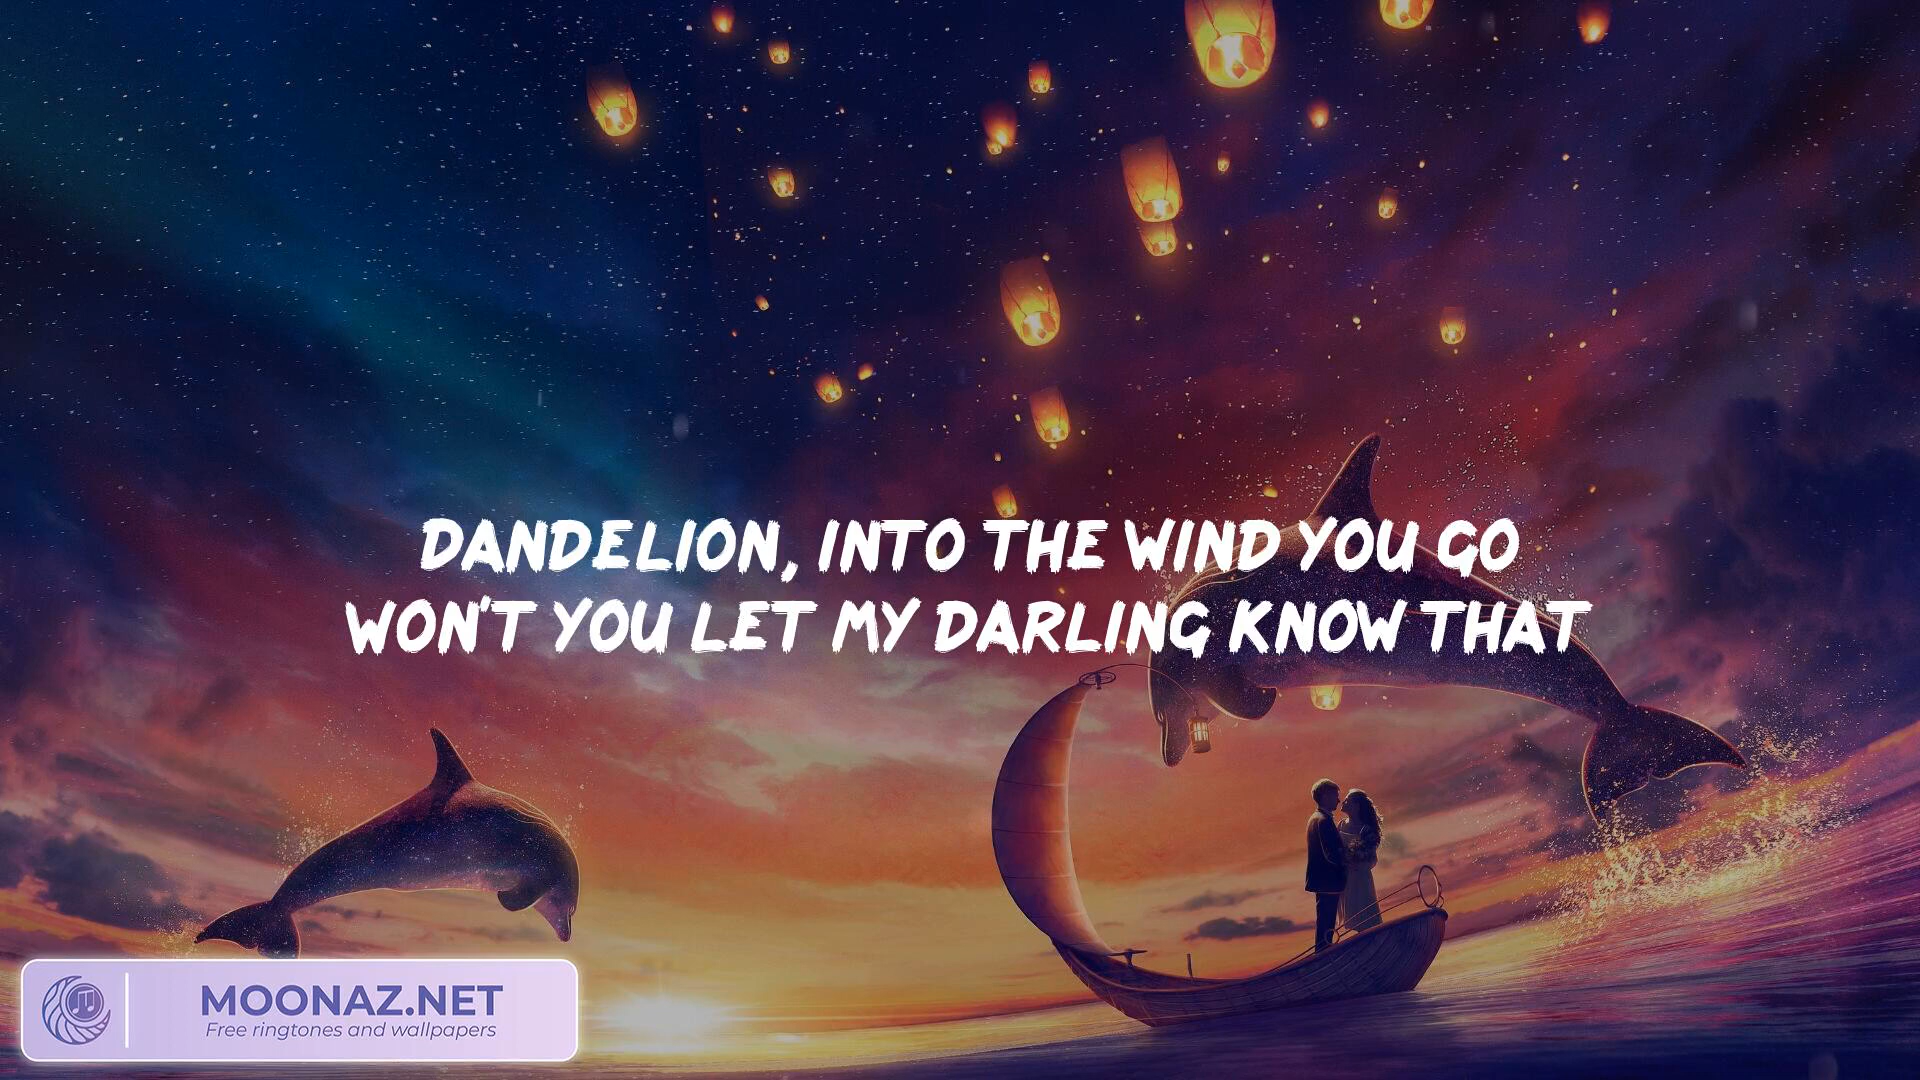 DANDELION, INTO THE WIND YOU GO
WON'T YOU LET MY DARLING KNOW THAT
MOONAZ.NET
Free ringtones and wallpapers